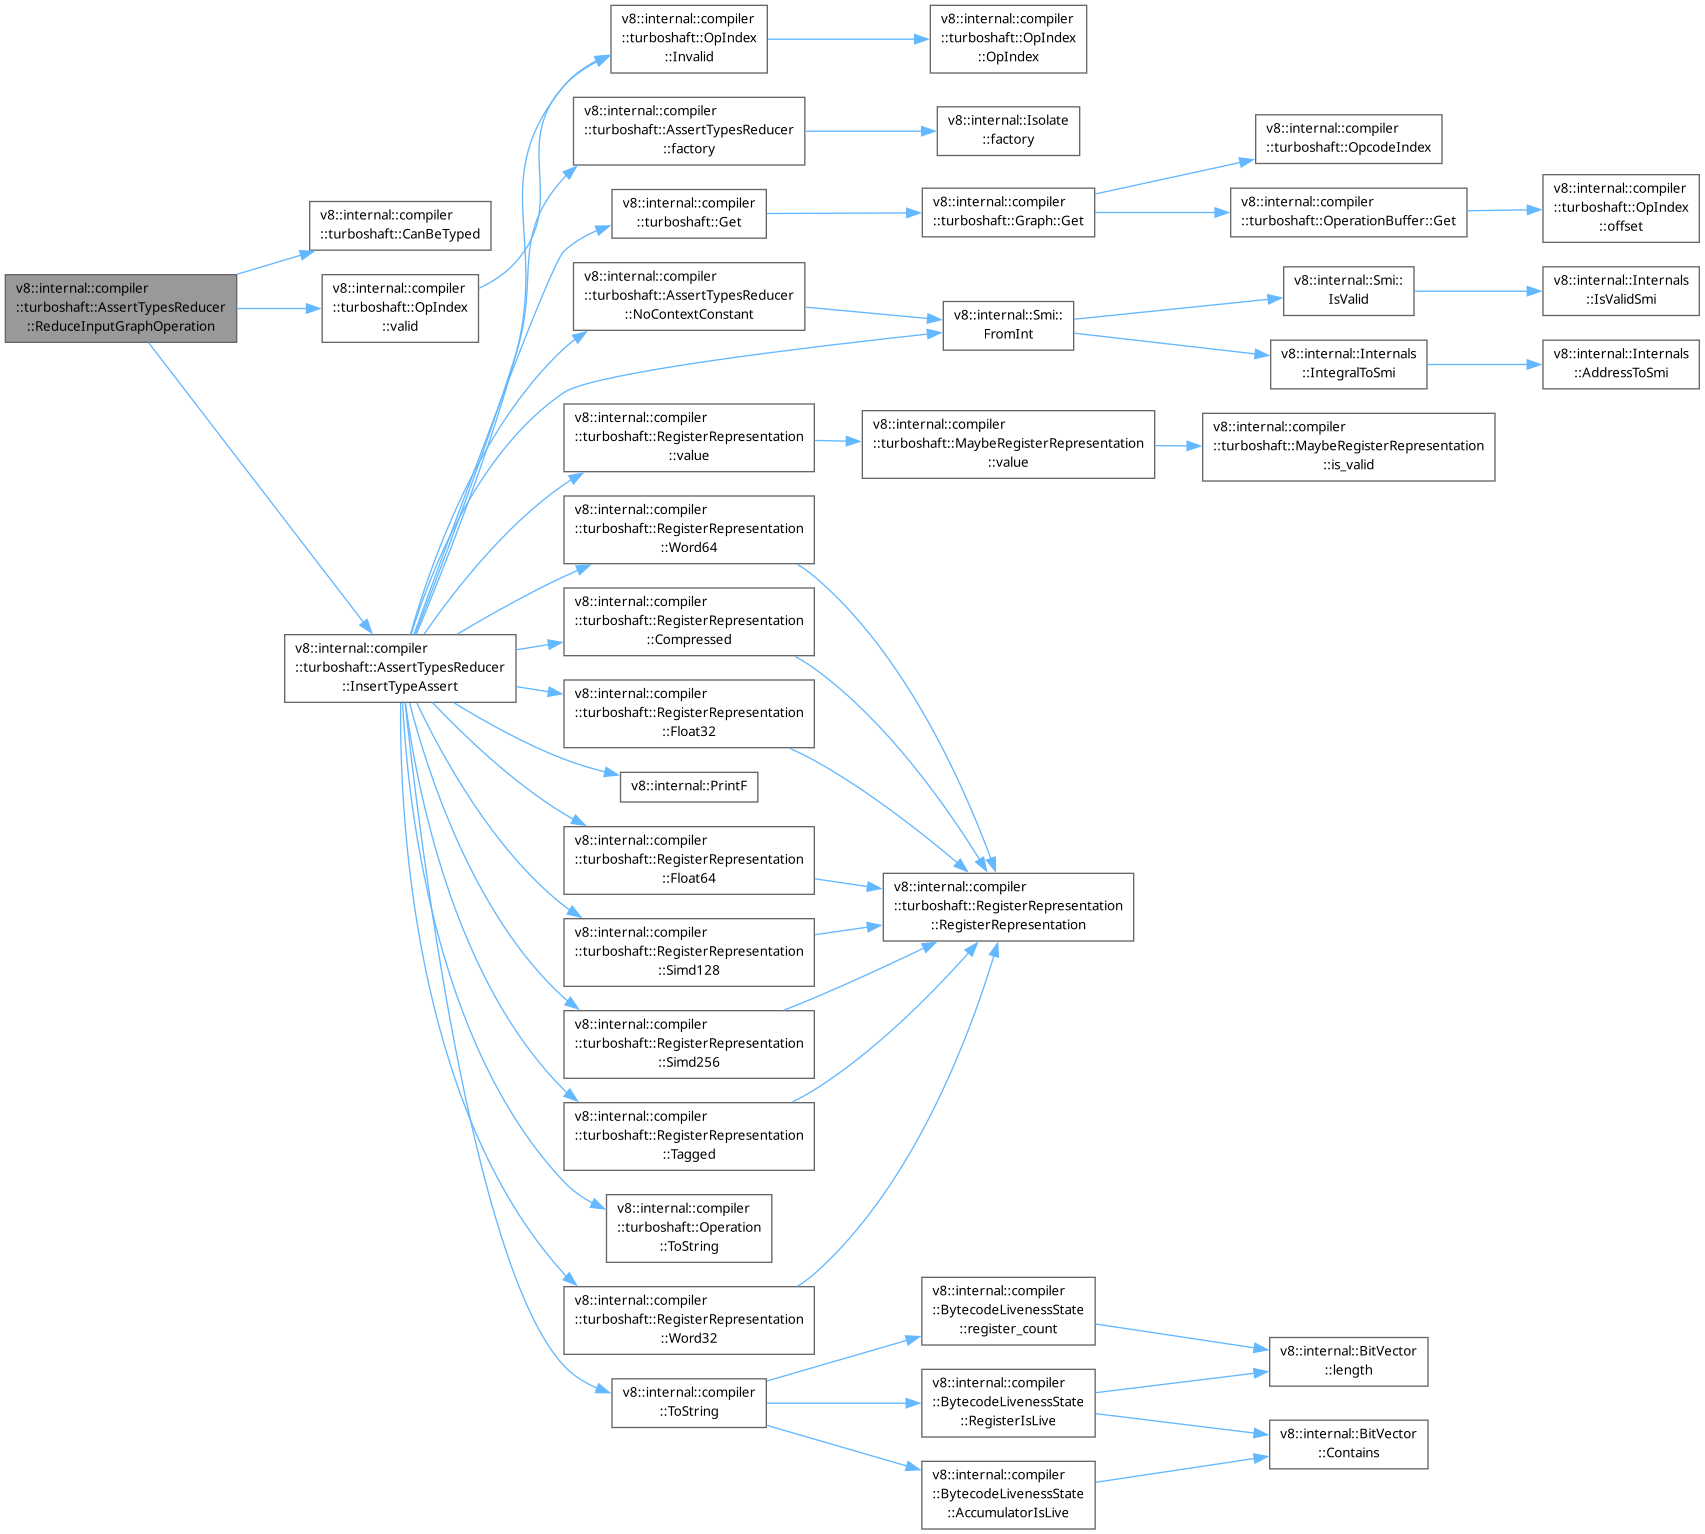 v8::internal::compiler
::turboshaft::AssertTypesReducer
::ReduceInputGraphOperation
v8::internal::compiler
::turboshaft::CanBeTyped
v8::internal::compiler
::turboshaft::OpIndex
::valid
v8::internal::compiler
::turboshaft::AssertTypesReducer
::InsertTypeAssert
v8::internal::compiler
::turboshaft::OpIndex
::Invalid
v8::internal::compiler
::turboshaft::OpIndex
::OpIndex
v8::internal::compiler
::turboshaft::AssertTypesReducer
::factory
v8::internal::Isolate
::factory
v8::internal::compiler
::turboshaft::Get
v8::internal::compiler
::turboshaft::Graph::Get
v8::internal::compiler
::turboshaft::OpcodeIndex
v8::internal::compiler
::turboshaft::OperationBuffer::Get
v8::internal::compiler
::turboshaft::OpIndex
::offset
v8::internal::compiler
::turboshaft::AssertTypesReducer
::NoContextConstant
v8::internal::Smi::
FromInt
v8::internal::Smi::
IsValid
v8::internal::Internals
::IsValidSmi
v8::internal::Internals
::IntegralToSmi
v8::internal::Internals
::AddressToSmi
v8::internal::compiler
::turboshaft::RegisterRepresentation
::value
v8::internal::compiler
::turboshaft::MaybeRegisterRepresentation
::value
v8::internal::compiler
::turboshaft::MaybeRegisterRepresentation
::is_valid
v8::internal::compiler
::turboshaft::RegisterRepresentation
::Word64
v8::internal::compiler
::turboshaft::RegisterRepresentation
::Compressed
v8::internal::compiler
::turboshaft::RegisterRepresentation
::Float32
v8::internal::PrintF
v8::internal::compiler
::turboshaft::RegisterRepresentation
::Float64
v8::internal::compiler
::turboshaft::RegisterRepresentation
::RegisterRepresentation
v8::internal::compiler
::turboshaft::RegisterRepresentation
::Simd128
v8::internal::compiler
::turboshaft::RegisterRepresentation
::Simd256
v8::internal::compiler
::turboshaft::RegisterRepresentation
::Tagged
v8::internal::compiler
::turboshaft::Operation
::ToString
v8::internal::compiler
::turboshaft::RegisterRepresentation
::Word32
v8::internal::compiler
::ToString
v8::internal::compiler
::BytecodeLivenessState
::register_count
v8::internal::compiler
::BytecodeLivenessState
::RegisterIsLive
v8::internal::compiler
::BytecodeLivenessState
::AccumulatorIsLive
v8::internal::BitVector
::length
v8::internal::BitVector
::Contains